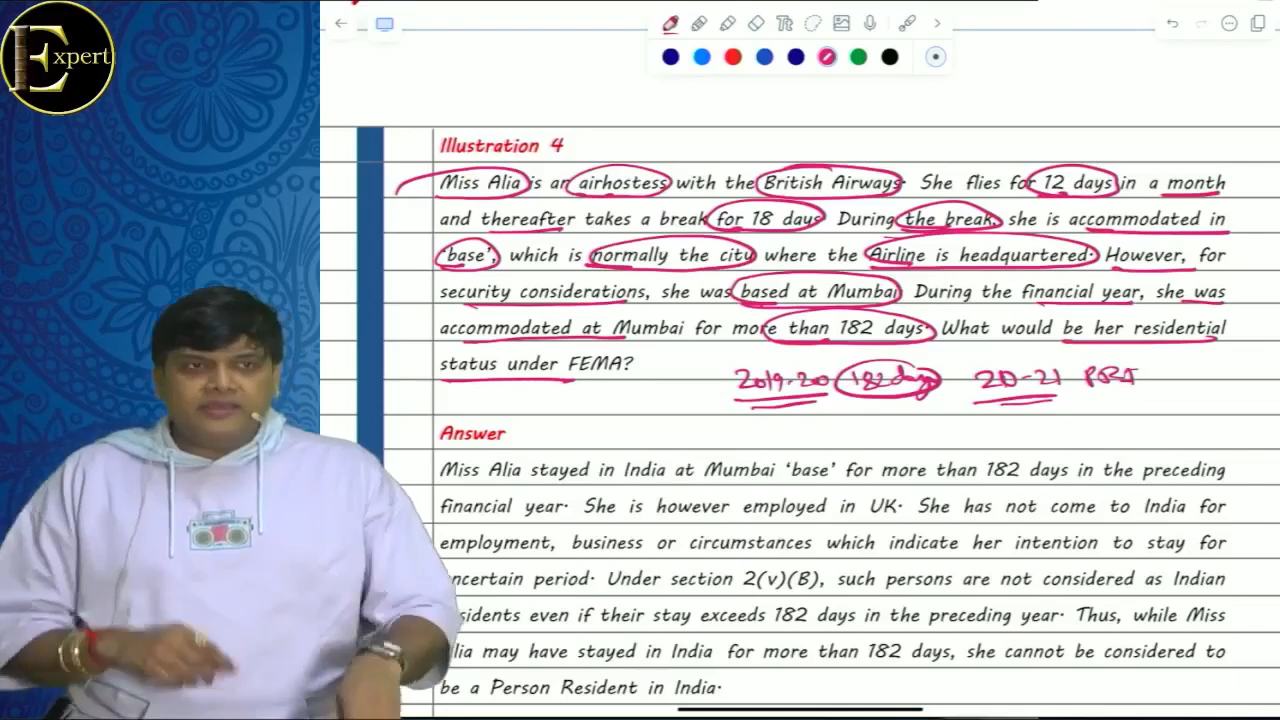 Expert
Illustration 4
Miss Alia is an airhostess with the British Airways. She flies for 12 days in a month
and thereafter takes a break for 18 days. During the break, she is accommodated in
'base', which is normally the city where the Airline is headquartered. However, for
security considerations, she was based at Mumbai. During the financial year, she was
accommodated at Mumbai for more than 182 days. What would be her residential
status under FEMA?
2019-20 182 days 20-21
Answer
Miss Alia stayed in India at Mumbai 'base' for more than 182 days in the preceding
financial year. She is however employed in UK. She has not come to India for
employment, business or circumstances which indicate her intention to stay for
ncertain period. Under section 2(v)(B), such persons are not considered as Indian
sidents even if their stay exceeds 182 days in the preceding year. Thus, while Miss
lia may have stayed in India for more than 182 days, she cannot be considered to
be a Person Resident in India.